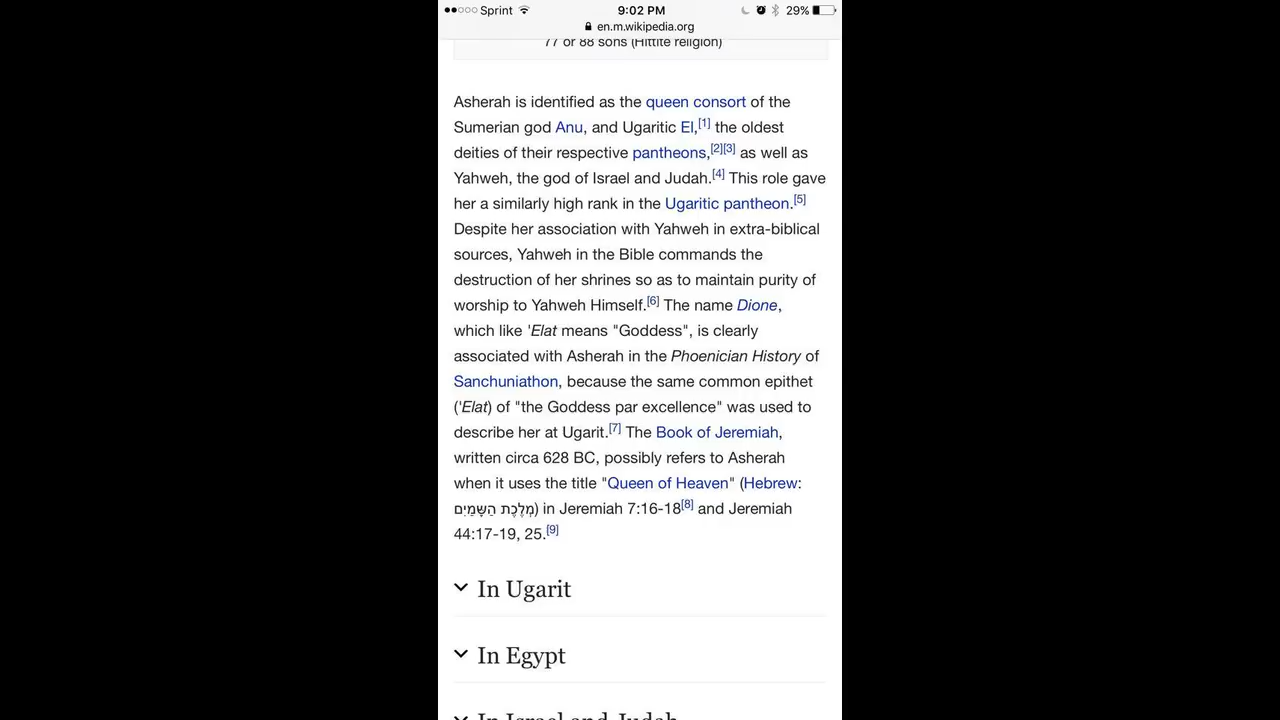 Sprint 9:02 PM 29%
en.m.wikipedia.org
77 or 88 sons (Hittite religion)
Asherah is identified as the queen consort of the
Sumerian god Anu, and Ugaritic El,[1] the oldest
deities of their respective pantheons,[2][3] as well as
Yahweh, the god of Israel and Judah.[4] This role gave
her a similarly high rank in the Ugaritic pantheon.[5]
Despite her association with Yahweh in extra-biblical
sources, Yahweh in the Bible commands the
destruction of her shrines so as to maintain purity of
worship to Yahweh Himself.[6] The name Dione,
which like 'Elat means "Goddess", is clearly
associated with Asherah in the Phoenician History of
Sanchuniathon, because the same common epithet
('Elat) of "the Goddess par excellence" was used to
describe her at Ugarit.[7] The Book of Jeremiah,
written circa 628 BC, possibly refers to Asherah
when it uses the title "Queen of Heaven" (Hebrew:
מְלֶכֶת הַשָּׁמַיִם) in Jeremiah 7:16-18[8] and Jeremiah
44:17-19, 25.[9]
In Ugarit
In Egypt
In Israel and Judah